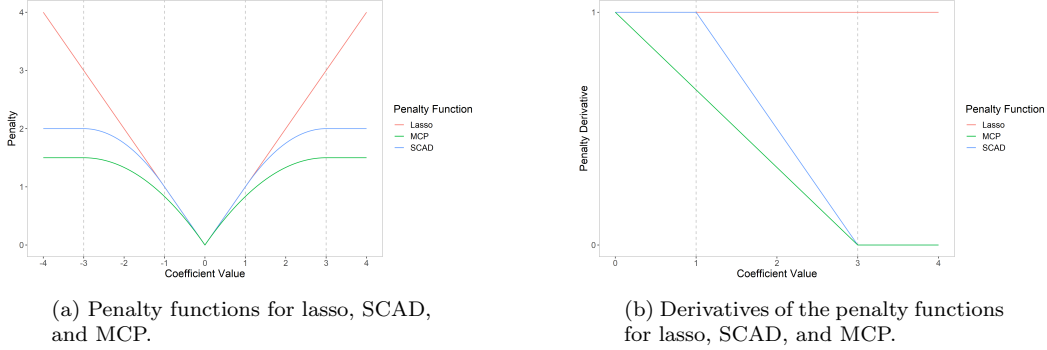 4
3
2
1
0
Penalty
-4 -3 -2 -1 0 1 2 3 4
Coefficient Value
Penalty Function
Lasso
MCP
SCAD
(a) Penalty functions for lasso, SCAD,
and MCP.
1
0
Penalty Derivative
0 1 2 3 4
Coefficient Value
Penalty Function
Lasso
MCP
SCAD
(b) Derivatives of the penalty functions
for lasso, SCAD, and MCP.